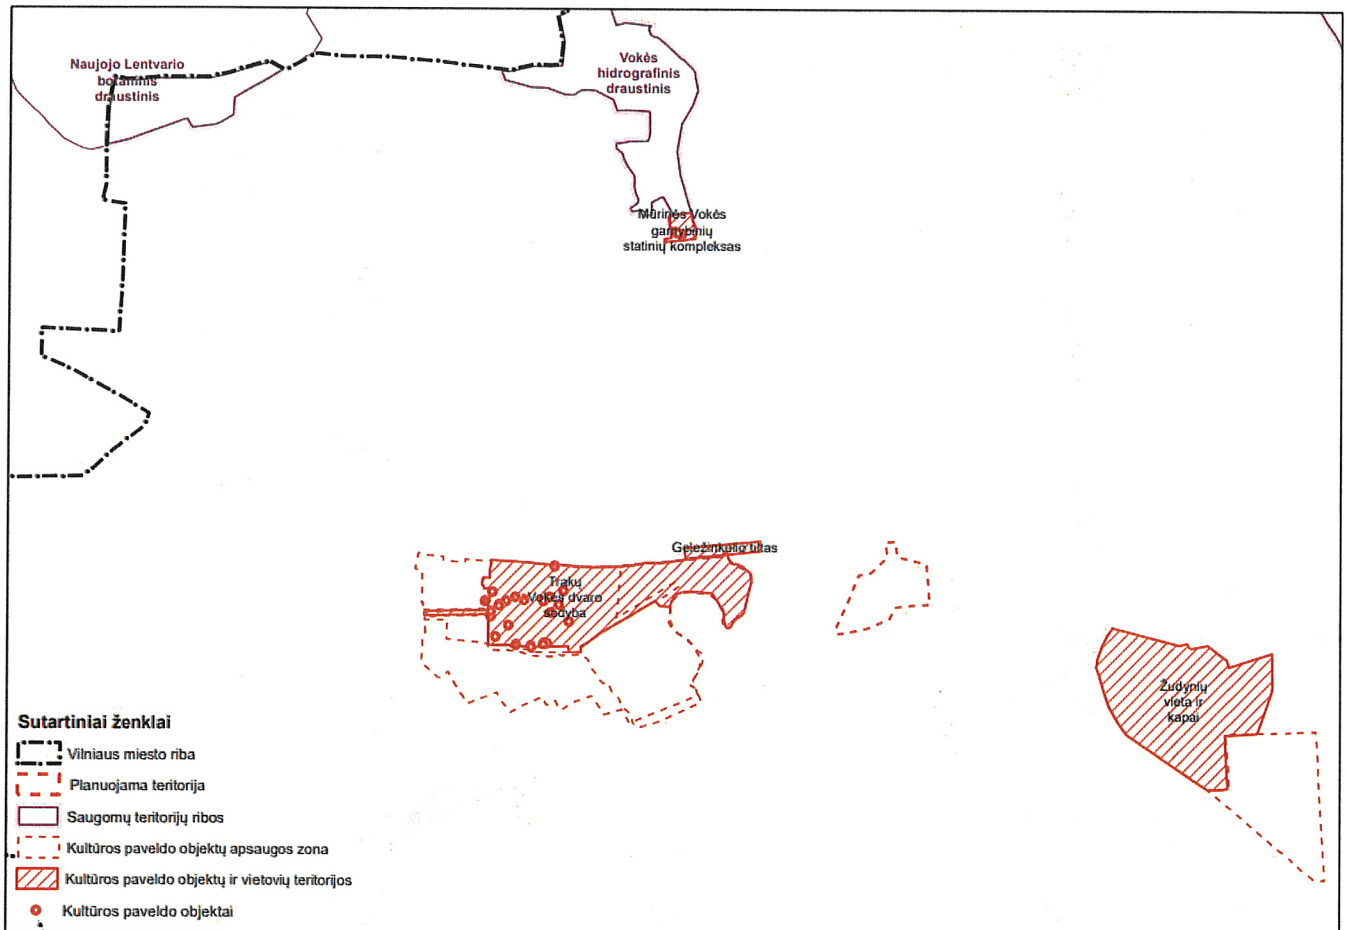 Naujojo Lentvario
botaninis
draustinis
Vokės
hidrografinis
draustinis
Mūrinės Vokės
gamybinių
statinių kompleksas
Geležinkelio tiltas
Trakų
Vokės dvaro
sodyba
Žudynių
vieta ir
kapai
Sutartiniai ženklai
Vilniaus miesto riba
Planuojama teritorija
Saugomų teritorijų ribos
Kultūros paveldo objektų apsaugos zona
Kultūros paveldo objektų ir vietovių teritorijos
Kultūros paveldo objektai